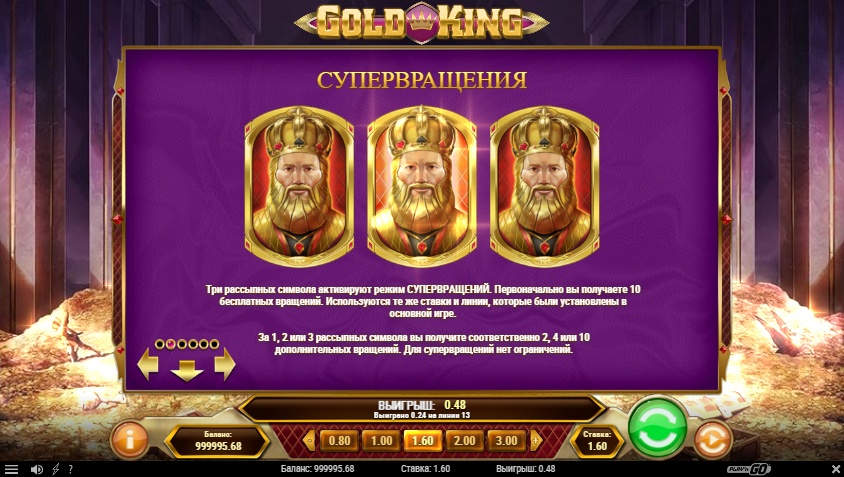 GOLD KING
СУПЕРВРАЩЕНИЯ
Три рассыпных символа активируют режим СУПЕРВРАЩЕНИЙ. Первоначально вы получаете 10
бесплатных вращений. Используются те же ставки и линии, которые были установлены в
основной игре.
За 1, 2 или 3 рассыпных символа вы получите соответственно 2, 4 или 10
дополнительных вращений. Для супервращений нет ограничений.
ВЫИГРЫШ: 0.48
Выиграно 0.24 на линии 13
Баланс:
999995.68
0.80 1.00 1.60 2.00 3.00
Ставка:
1.60
Баланс: 999995.68 Ставка: 1.60 Выигрыш: 0.48
PLAY'N GO